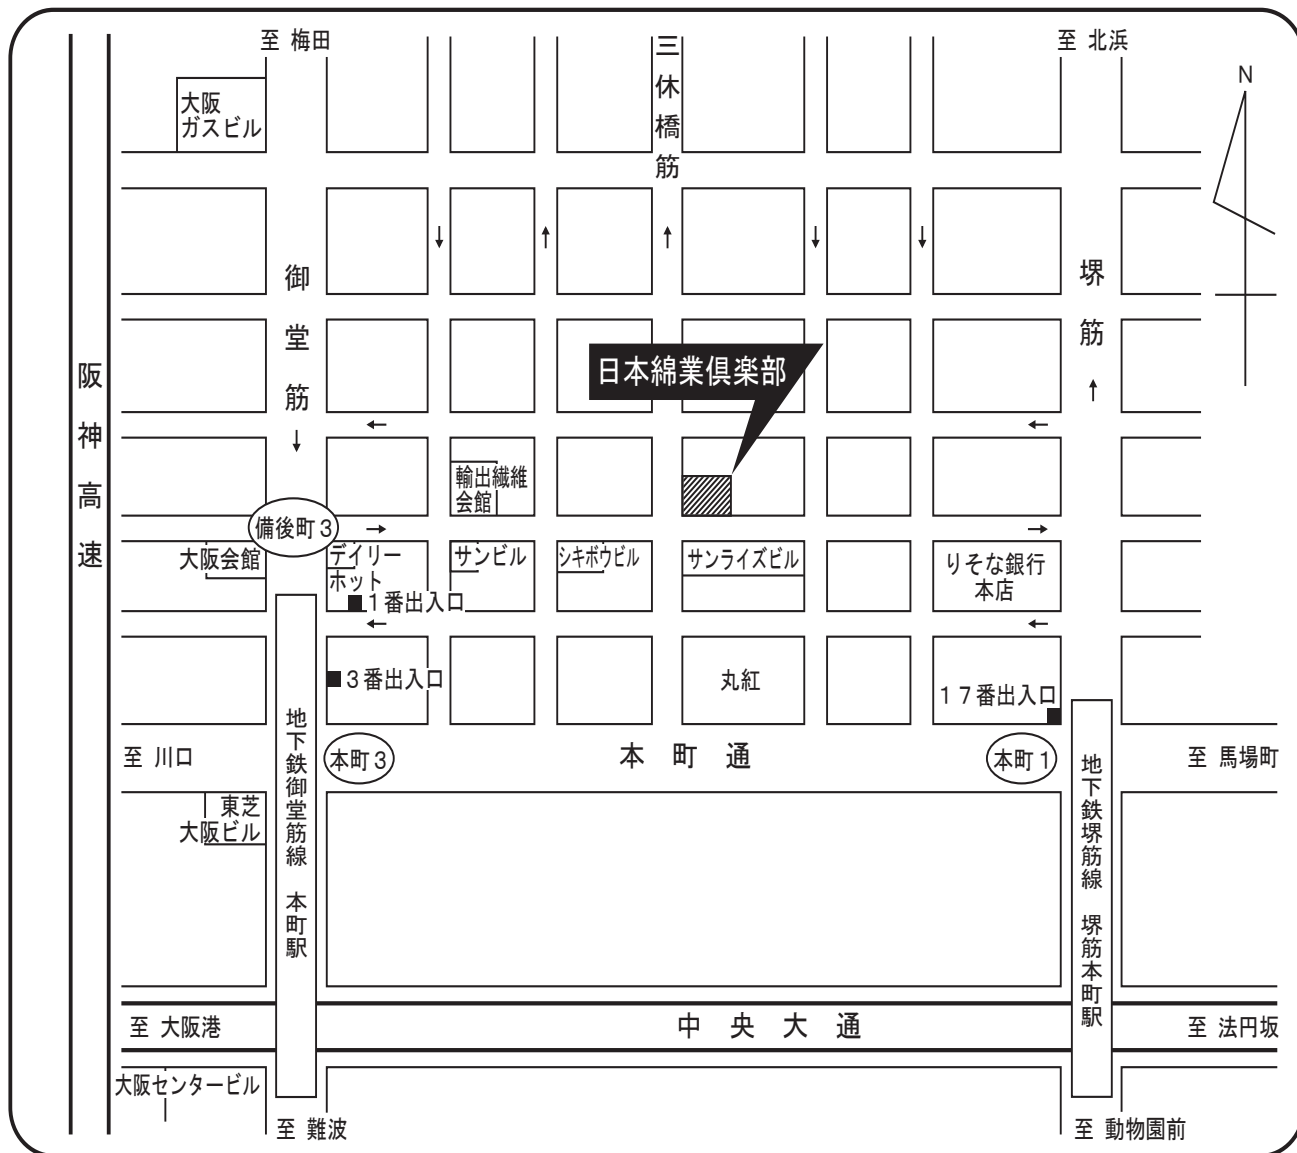 至 梅田
三休橋筋
至 北浜
N
大阪
ガスビル
御堂筋
堺筋
阪神高速
日本綿業倶楽部
輸出繊維
会館
備後町3
大阪会館
デイリー
ホット
サンビル
シキボウビル
サンライズビル
りそな銀行
本店
1番出入口
3番出入口
丸紅
17番出入口
地下鉄御堂筋線 本町駅
至 川口
本町3
本町通
本町1
地下鉄堺筋線 堺筋本町駅
至 馬場町
東芝
大阪ビル
至 大阪港
中央大通
至 法円坂
大阪センタービル
至 難波
至 動物園前